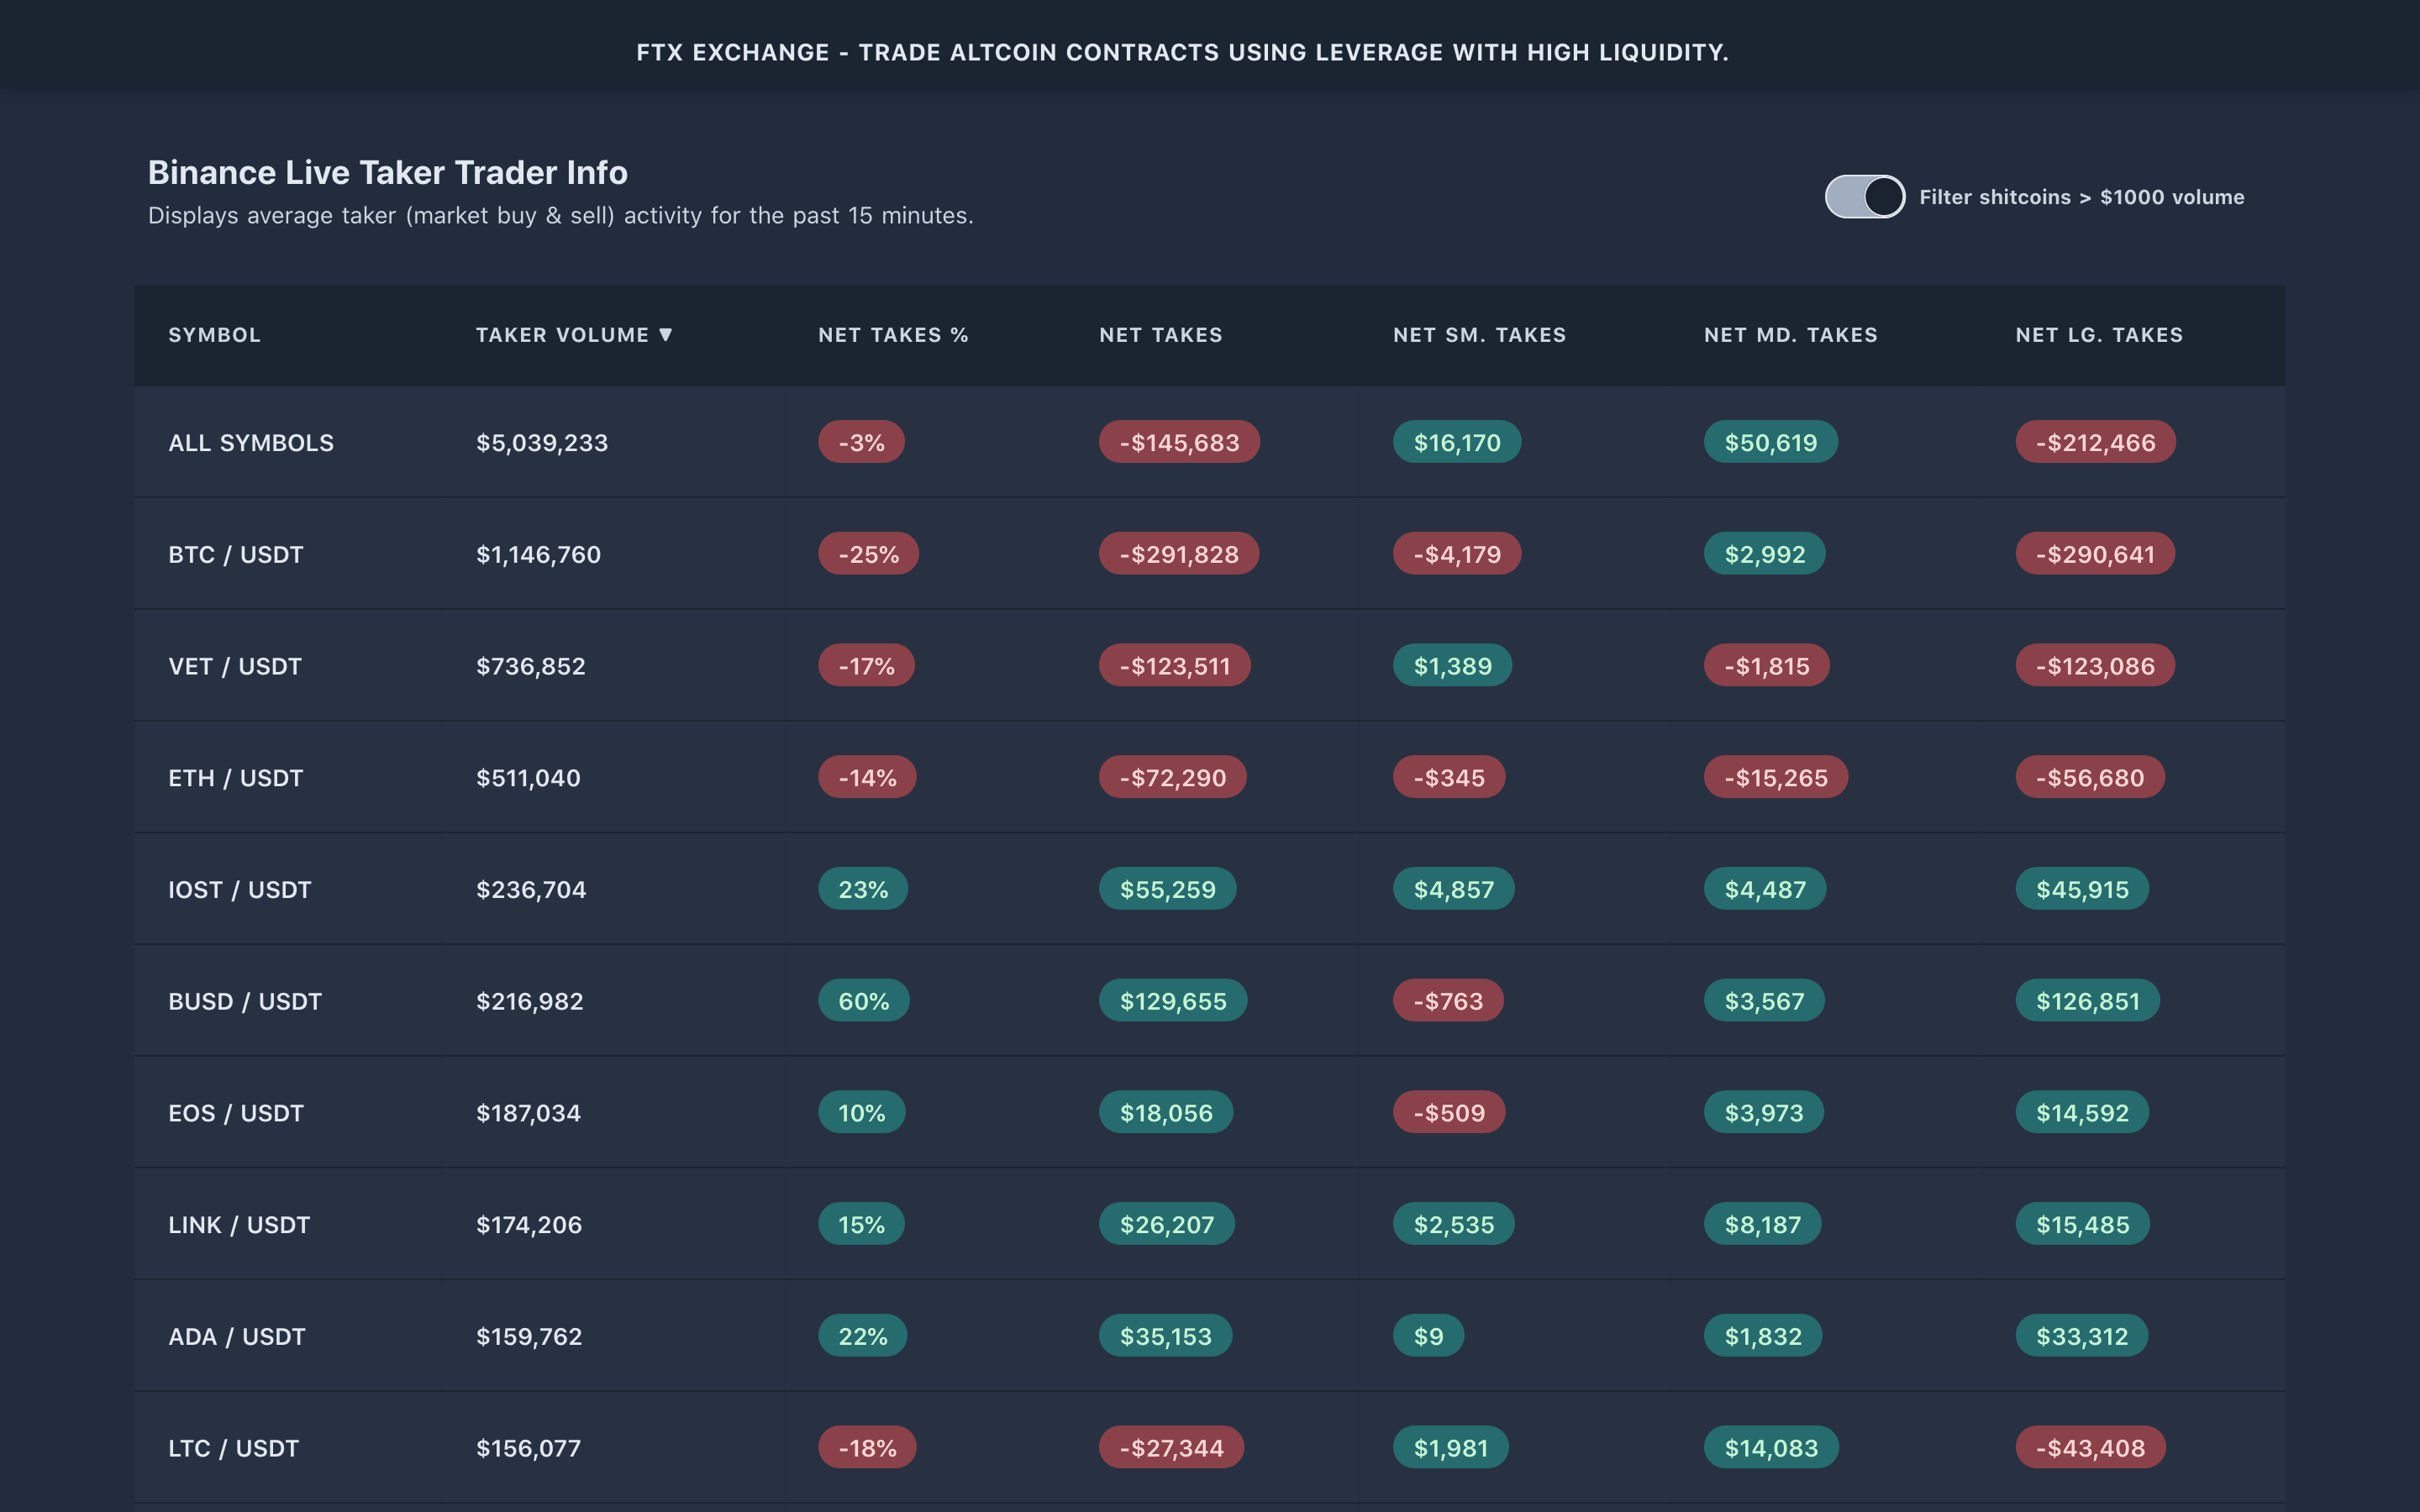 FTX EXCHANGE - TRADE ALTCOIN CONTRACTS USING LEVERAGE WITH HIGH LIQUIDITY.
Binance Live Taker Trader Info
Displays average taker (market buy & sell) activity for the past 15 minutes.
Filter shitcoins > $1000 volume
SYMBOL TAKER VOLUME ▼ NET TAKES % NET TAKES NET SM. TAKES NET MD. TAKES NET LG. TAKES
ALL SYMBOLS $5,039,233 -3% -$145,683 $16,170 $50,619 -$212,466
BTC / USDT $1,146,760 -25% -$291,828 -$4,179 $2,992 -$290,641
VET / USDT $736,852 -17% -$123,511 $1,389 -$1,815 -$123,086
ETH / USDT $511,040 -14% -$72,290 -$345 -$15,265 -$56,680
IOST / USDT $236,704 23% $55,259 $4,857 $4,487 $45,915
BUSD / USDT $216,982 60% $129,655 -$763 $3,567 $126,851
EOS / USDT $187,034 10% $18,056 -$509 $3,973 $14,592
LINK / USDT $174,206 15% $26,207 $2,535 $8,187 $15,485
ADA / USDT $159,762 22% $35,153 $9 $1,832 $33,312
LTC / USDT $156,077 -18% -$27,344 $1,981 $14,083 -$43,408